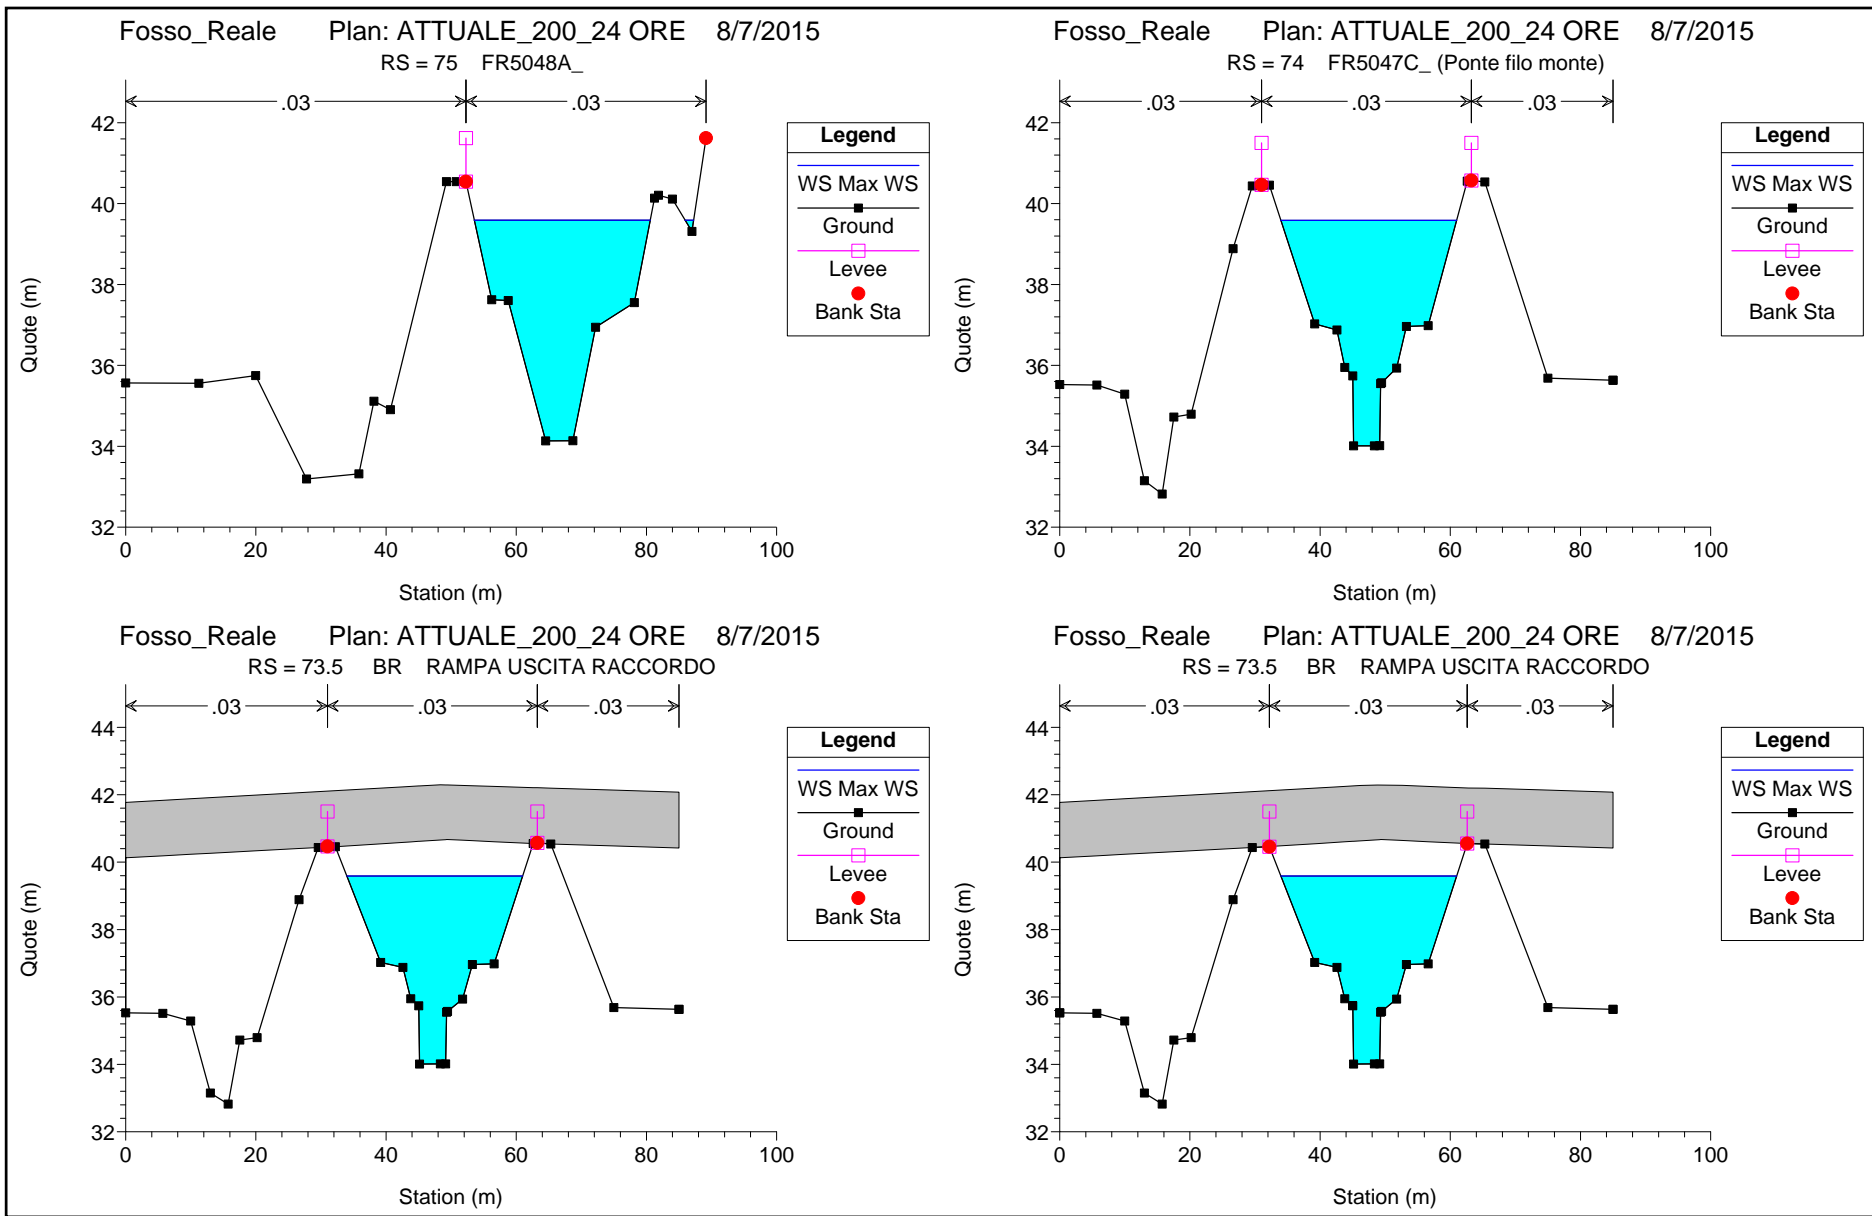 Fosso_Reale Plan: ATTUALE_200_24 ORE 8/7/2015
RS = 75 FR5048A_
.03 .03
42
40
38
36
34
32
0 20 40 60 80 100
Quote (m)
Station (m)
Legend
WS Max WS
Ground
Levee
Bank Sta
Fosso_Reale Plan: ATTUALE_200_24 ORE 8/7/2015
RS = 74 FR5047C_ (Ponte filo monte)
.03 .03 .03
42
40
38
36
34
32
0 20 40 60 80 100
Quote (m)
Station (m)
Legend
WS Max WS
Ground
Levee
Bank Sta
Fosso_Reale Plan: ATTUALE_200_24 ORE 8/7/2015
RS = 73.5 BR RAMPA USCITA RACCORDO
.03 .03 .03
44
42
40
38
36
34
32
0 20 40 60 80 100
Quote (m)
Station (m)
Legend
WS Max WS
Ground
Levee
Bank Sta
Fosso_Reale Plan: ATTUALE_200_24 ORE 8/7/2015
RS = 73.5 BR RAMPA USCITA RACCORDO
.03 .03 .03
44
42
40
38
36
34
32
0 20 40 60 80 100
Quote (m)
Station (m)
Legend
WS Max WS
Ground
Levee
Bank Sta